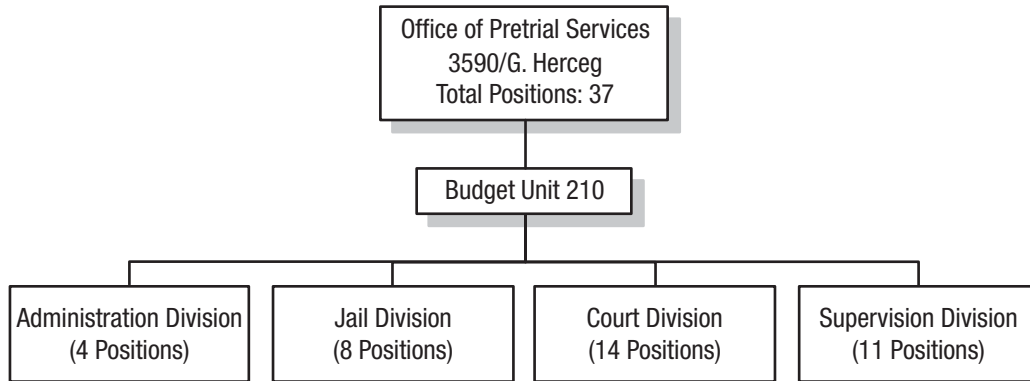 Office of Pretrial Services
3590/G. Herceg
Total Positions: 37
Budget Unit 210
Administration Division
(4 Positions)
Jail Division
(8 Positions)
Court Division
(14 Positions)
Supervision Division
(11 Positions)